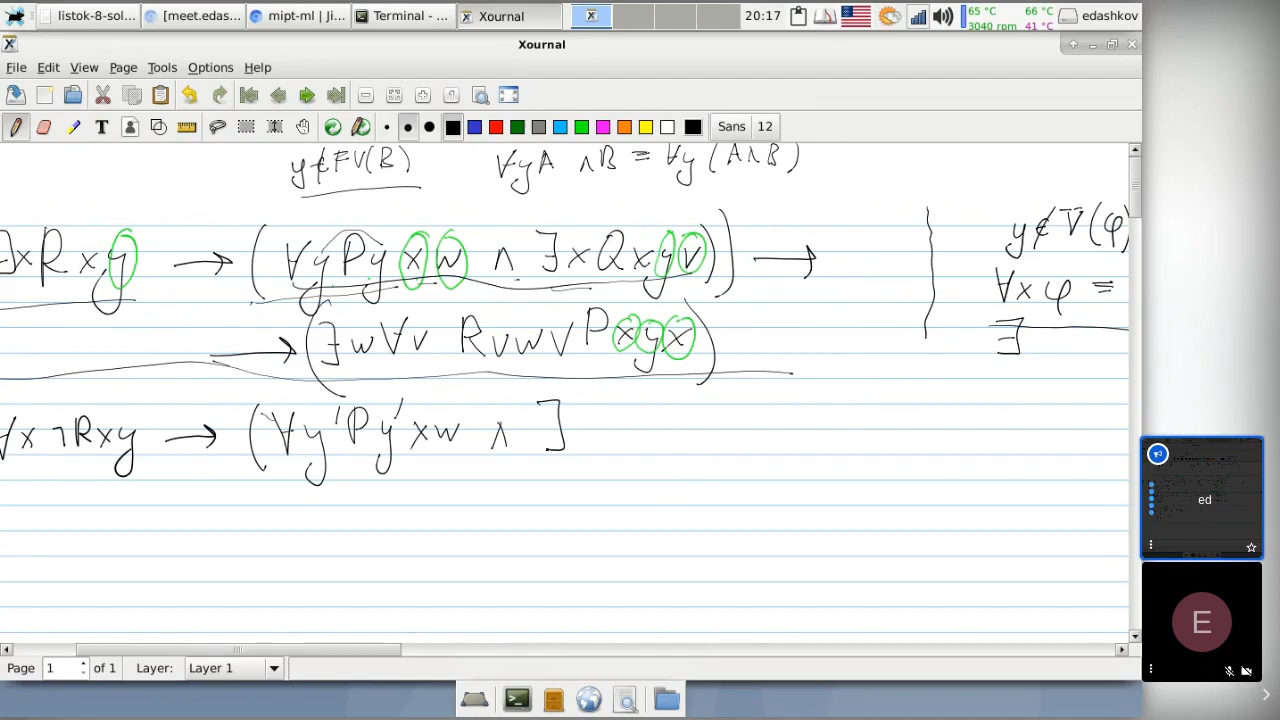 listok-8-sol...
[meet.edas...
mipt-ml | Ji...
Terminal - ...
Xournal
20:17
65 °C
3040 rpm
66 °C
41 °C
edashkov
Xournal
File Edit View Page Tools Options Help
Sans 12
y∉FV(B) ∀yA ∧B ≡ ∀y (A∧B)
∃xRxy → (∀yPyxw ∧ ∃xQxyv)) →
y∉V(φ)
∀xφ =
→ (∃w∀v Rvwv∨Pxyx)
∃
∀x ¬Rxy → (∀y'Py'xw ∧ ]
ed
E
Page 1 of 1 Layer: Layer 1